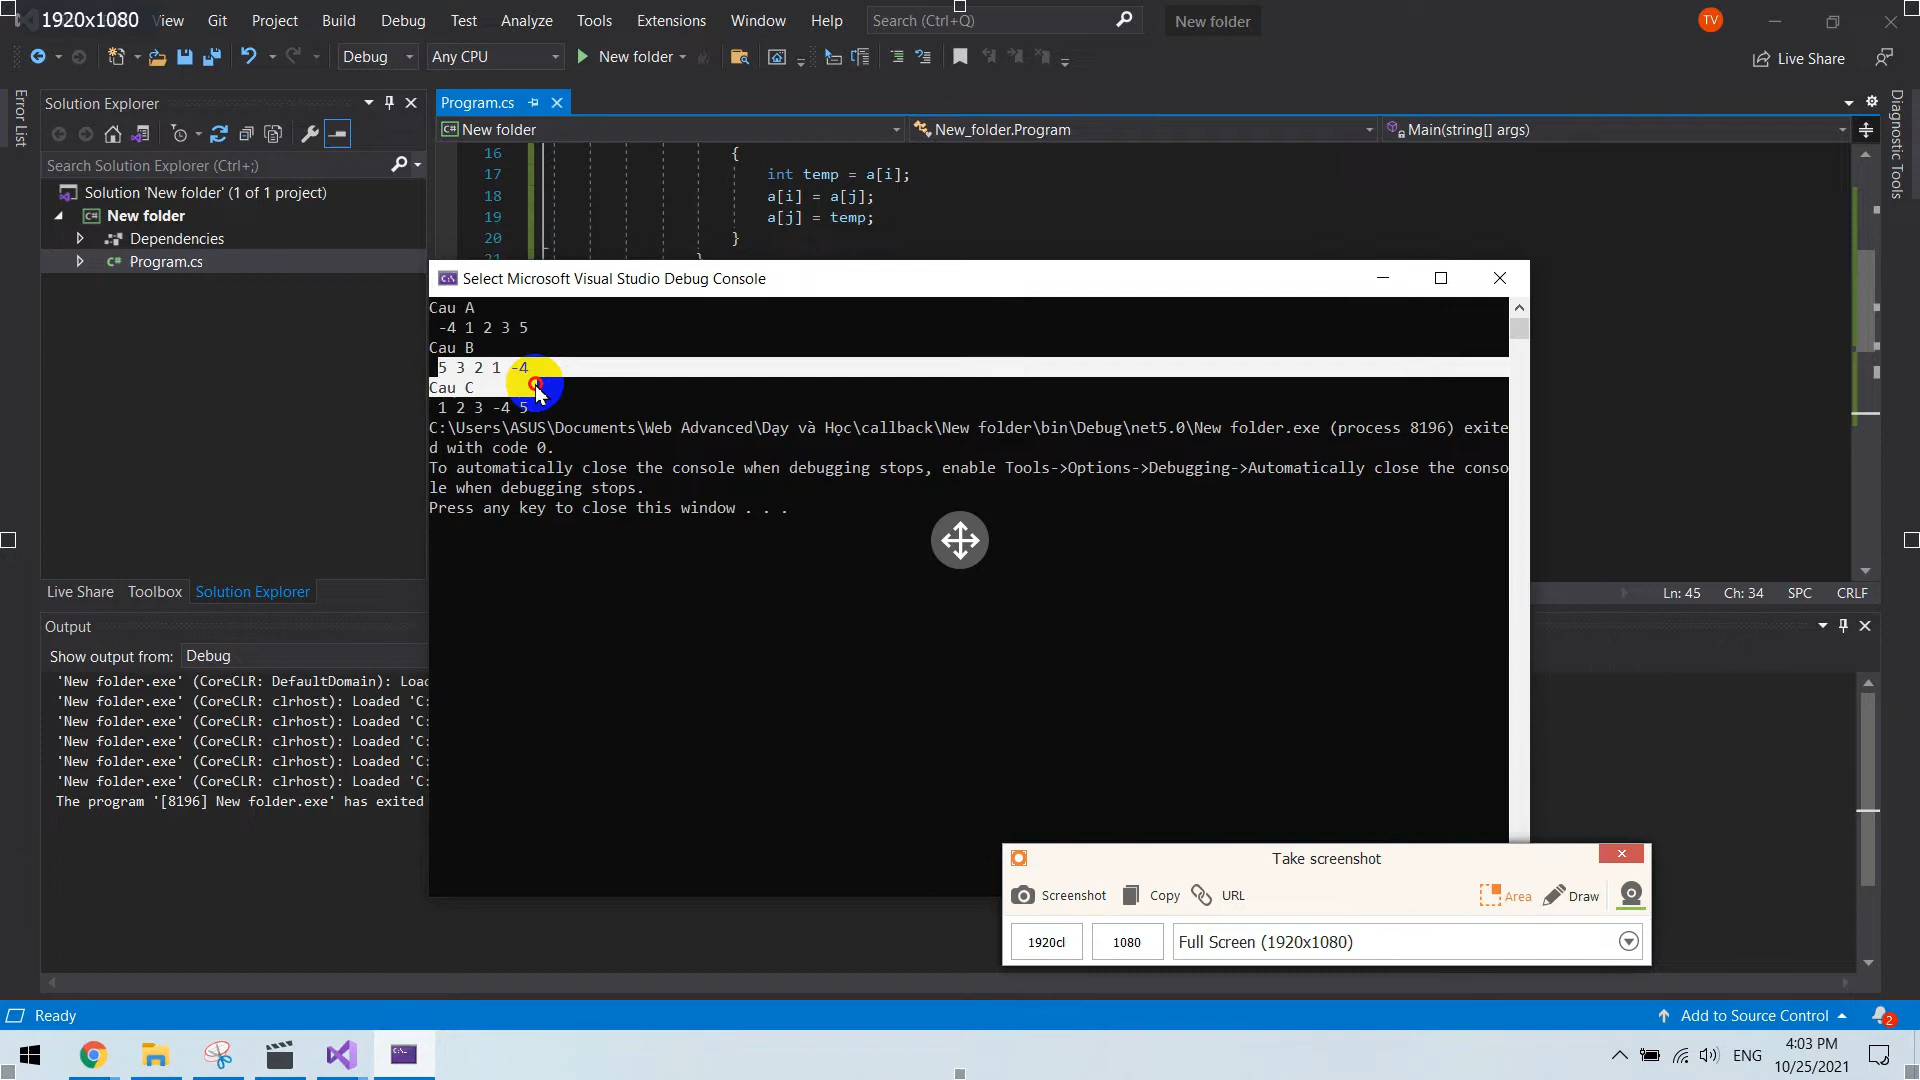 1920x1080 View Git Project Build Debug Test Analyze Tools Extensions Window Help Search (Ctrl+Q) New folder TV
Debug Any CPU New folder Live Share
Error List
Solution Explorer
Search Solution Explorer (Ctrl+;)
Solution 'New folder' (1 of 1 project)
New folder
Dependencies
Program.cs
Program.cs
New folder New_folder.Program Main(string[] args)
Diagnostic Tools
16 {
17 int temp = a[i];
18 a[i] = a[j];
19 a[j] = temp;
20 }
Select Microsoft Visual Studio Debug Console
Cau A
-4 1 2 3 5
Cau B
5 3 2 1 -4
Cau C
1 2 3 -4 5
C:\Users\ASUS\Documents\Web Advanced\Dạy và Học\callback\New folder\bin\Debug\net5.0\New folder.exe (process 8196) exite
d with code 0.
To automatically close the console when debugging stops, enable Tools->Options->Debugging->Automatically close the conso
le when debugging stops.
Press any key to close this window . . .
Live Share Toolbox Solution Explorer
Ln: 45 Ch: 34 SPC CRLF
Output
Show output from: Debug
'New folder.exe' (CoreCLR: DefaultDomain): Load
'New folder.exe' (CoreCLR: clrhost): Loaded 'C:
'New folder.exe' (CoreCLR: clrhost): Loaded 'C:
'New folder.exe' (CoreCLR: clrhost): Loaded 'C:
'New folder.exe' (CoreCLR: clrhost): Loaded 'C:
'New folder.exe' (CoreCLR: clrhost): Loaded 'C:
The program '[8196] New folder.exe' has exited
Take screenshot
Screenshot Copy URL Area Draw
1920cl 1080 Full Screen (1920x1080)
Ready Add to Source Control 2
ENG 4:03 PM
10/25/2021